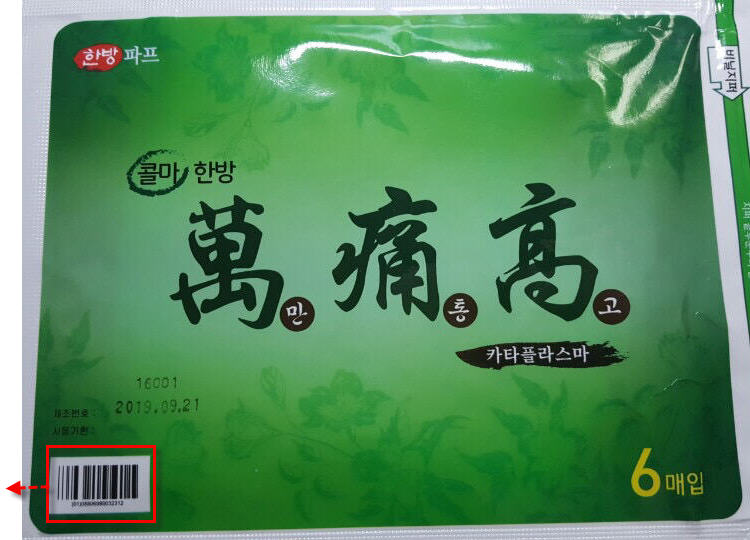 한방파프
비닐지퍼
콜마 한방
萬만 痛통 高고
카타플라스마
16001
제조번호 :
2019.09.21
사용기한 :
6매입